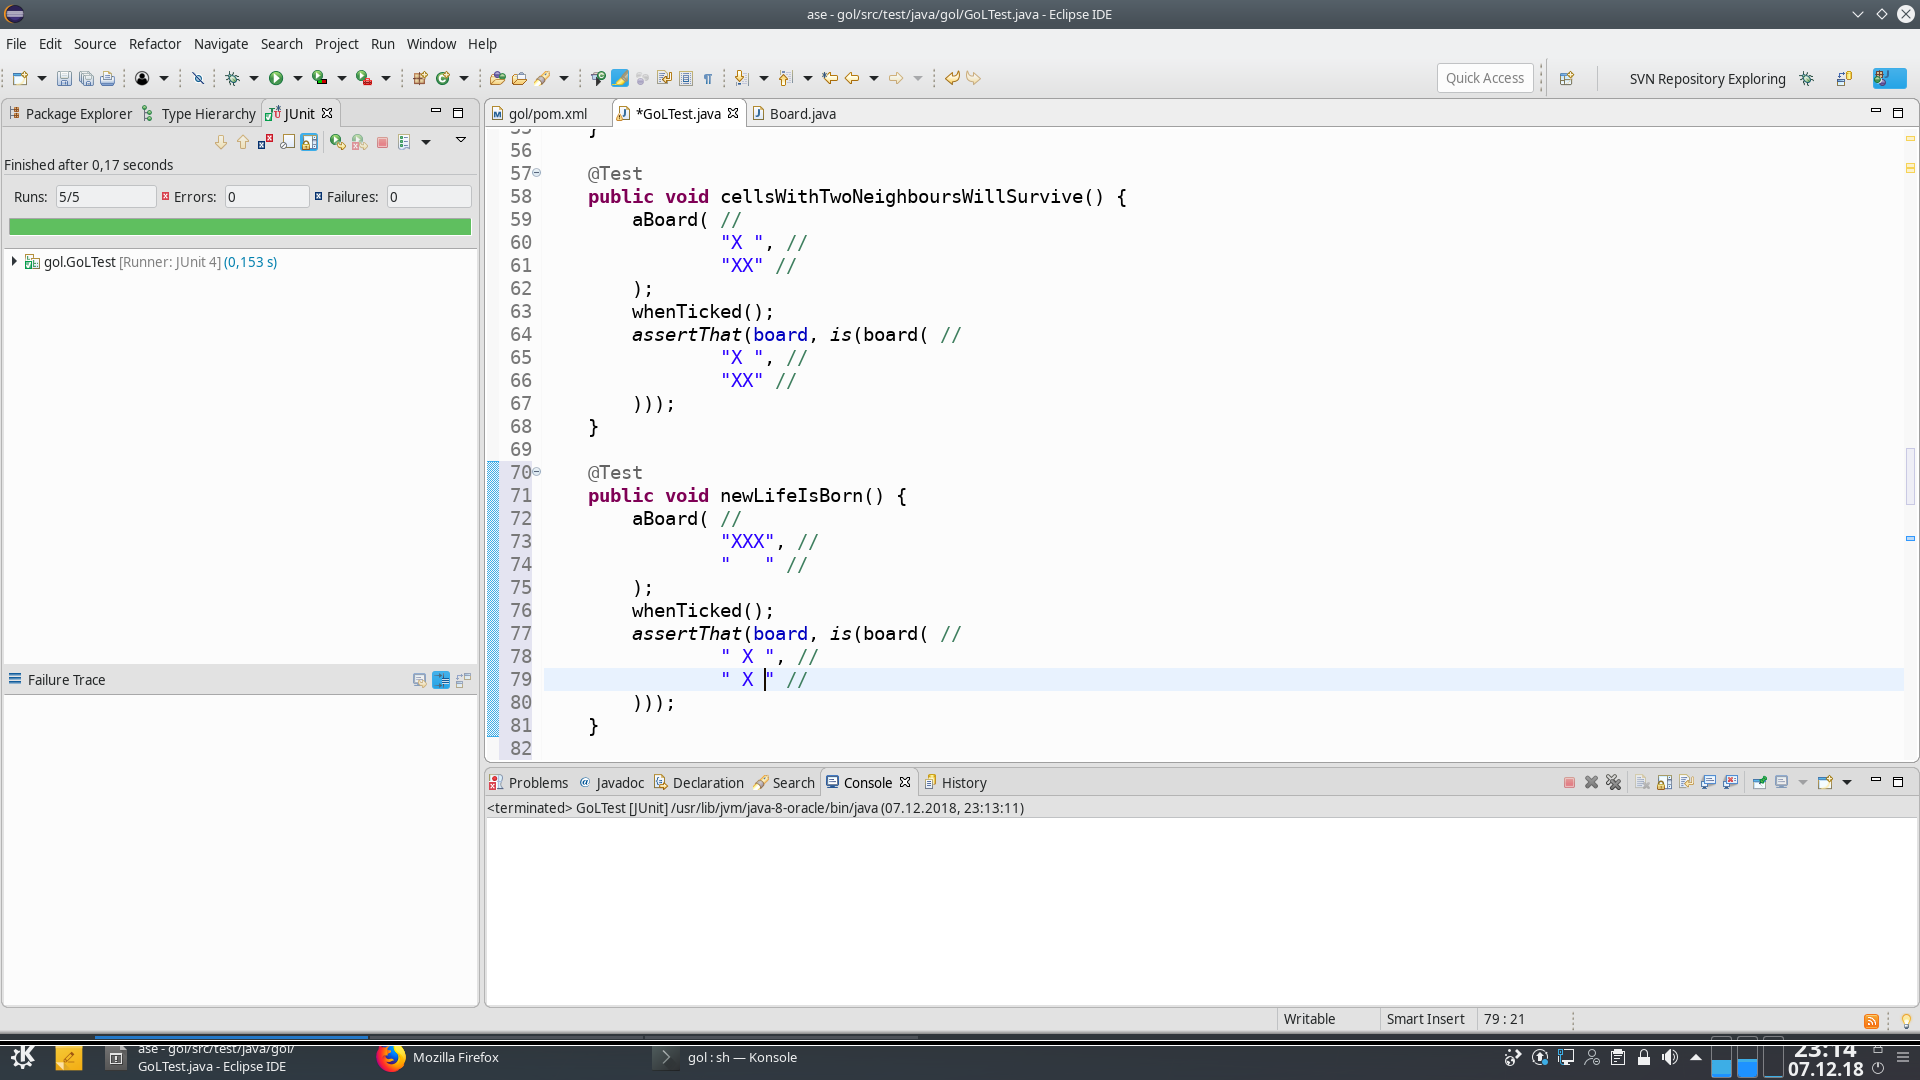 ase - gol/src/test/java/gol/GoLTest.java - Eclipse IDE
File Edit Source Refactor Navigate Search Project Run Window Help
Quick Access
SVN Repository Exploring
Package Explorer Type Hierarchy JUnit
gol/pom.xml *GoLTest.java Board.java
Finished after 0,17 seconds
Runs: 5/5 Errors: 0 Failures: 0
gol.GoLTest [Runner: JUnit 4] (0,153 s)
Failure Trace
55 }
56
57 @Test
58 public void cellsWithTwoNeighboursWillSurvive() {
59 aBoard( //
60 "X ", //
61 "XX" //
62 );
63 whenTicked();
64 assertThat(board, is(board( //
65 "X ", //
66 "XX" //
67 )));
68 }
69
70 @Test
71 public void newLifeIsBorn() {
72 aBoard( //
73 "XXX", //
74 "   " //
75 );
76 whenTicked();
77 assertThat(board, is(board( //
78 " X ", //
79 " X " //
80 )));
81 }
82
Problems Javadoc Declaration Search Console History
<terminated> GoLTest [JUnit] /usr/lib/jvm/java-8-oracle/bin/java (07.12.2018, 23:13:11)
Writable Smart Insert 79 : 21
ase - gol/src/test/java/gol/
GoLTest.java - Eclipse IDE
Mozilla Firefox
gol : sh — Konsole
23:14
07.12.18